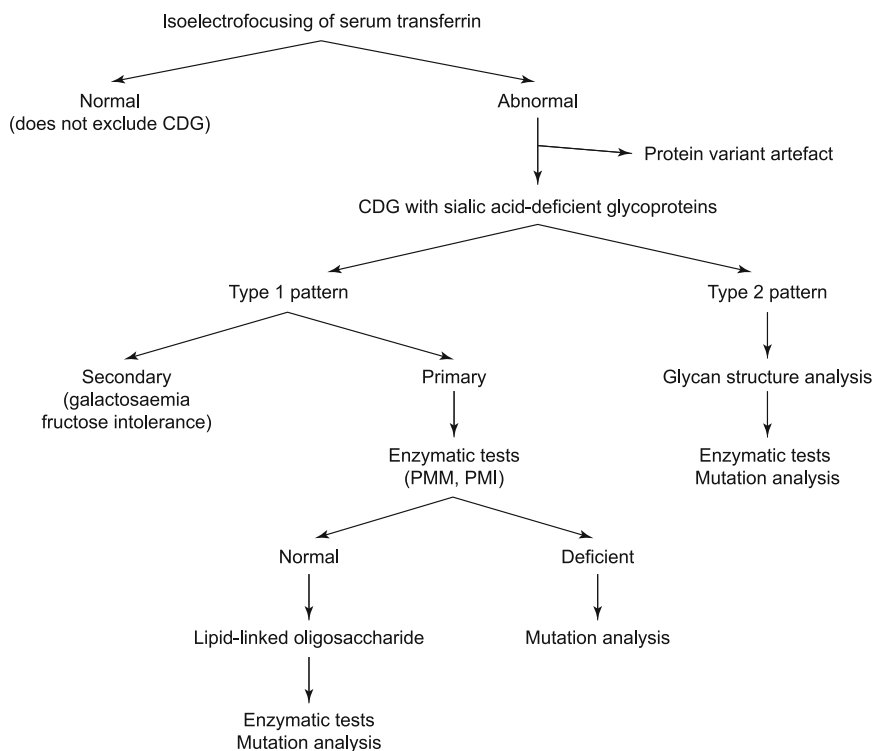 Isoelectrofocusing of serum transferrin
Normal
(does not exclude CDG)
Abnormal
Protein variant artefact
CDG with sialic acid-deficient glycoproteins
Type 1 pattern
Type 2 pattern
Secondary
(galactosaemia
fructose intolerance)
Primary
Glycan structure analysis
Enzymatic tests
(PMM, PMI)
Enzymatic tests
Mutation analysis
Normal
Deficient
Lipid-linked oligosaccharide
Mutation analysis
Enzymatic tests
Mutation analysis